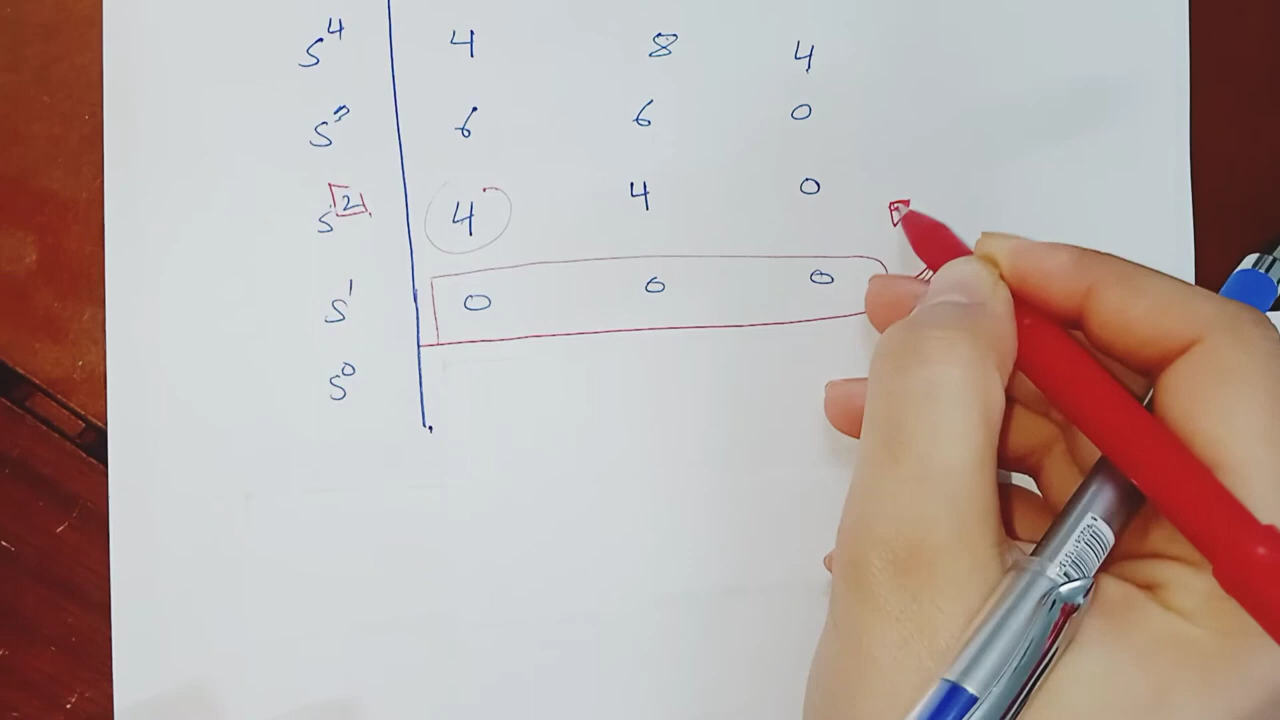 s⁴ 4 8 4
s³ 6 6 0
s² 4 4 0
s¹ 0 0 0
s⁰